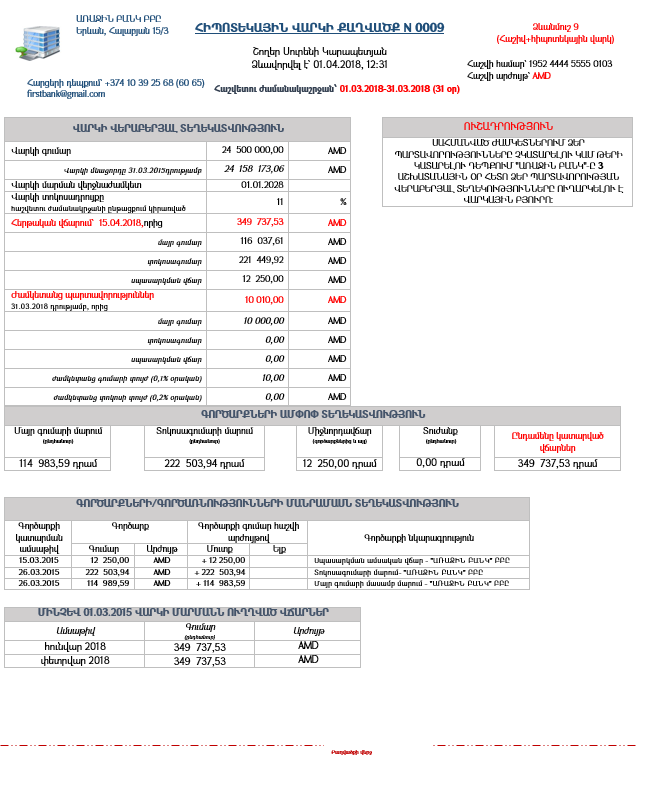 ԱՌԱՋԻՆ ԲԱՆԿ ԲԲԸ
Երևան, Հայարյան 15/3
ՀԻՊՈՏԵԿԱՅԻՆ ՎԱՐԿԻ ՔԱՂՎԱԾՔ N 0009
Ձևանմուշ 9
(Հաշիվ+հիպոտեկային վարկ)
Շողեր Սուրենի Կարապետյան
Ձևավորվել է՝ 01.04.2018, 12:31
Հաշվի համար՝ 1952 4444 5555 0103
Հաշվի արժույթ՝ AMD
Հարցերի դեպքում՝ +374 10 39 25 68 (60 65)
firstbank@gmail.com
Հաշվետու ժամանակաշրջան՝ 01.03.2018-31.03.2018 (31 օր)
ՎԱՐԿԻ ՎԵՐԱԲԵՐՅԱԼ ՏԵՂԵԿԱՏՎՈՒԹՅՈՒՆ
Վարկի գումար 24 500 000,00 AMD
Վարկի մնացորդը 31.03.2015դրությամբ 24 158 173,06 AMD
Վարկի մարման վերջնաժամկետ 01.01.2028
Վարկի տոկոսադրույքը
հաշվետու ժամանակրջանի ընթացքում կիրառված 11 %
Հերթական վճարում՝ 15.04.2018,որից 349 737,53 AMD
մայր գումար 116 037,61 AMD
տոկոսագումար 221 449,92 AMD
սպասարկման վճար 12 250,00 AMD
Ժամկետանց պարտավորություններ
31.03.2018 դրությամբ, որից 10 010,00 AMD
մայր գումար 10 000,00 AMD
տոկոսագումար 0,00 AMD
սպասարկման վճար 0,00 AMD
ժամկետանց գումարի տույժ (0,1% օրական) 10,00 AMD
ժամկետանց տոկոսի տույժ (0,2% օրական) 0,00 AMD
ՈՒՇԱԴՐՈՒԹՅՈՒՆ
ՍԱՀՄԱՆՎԱԾ ԺԱՄԿԵՏՆԵՐՈՒՄ ՁԵՐ
ՊԱՐՏԱՎՈՐՈՒԹՅՈՒՆՆԵՐԸ ՉԿԱՏԱՐԵԼՈՒ ԿԱՄ ԹԵՐԻ
ԿԱՏԱՐԵԼՈՒ ԴԵՊՔՈՒՄ "ԱՌԱՋԻՆ ԲԱՆԿ"-Ը 3
ԱՇԽԱՏԱՆԱՅԻՆ ՕՐ ՀԵՏՈ ՁԵՐ ՊԱՐՏԱՎՈՐՈՒԹՅԱՆ
ՎԵՐԱԲԵՐՅԱԼ ՏԵՂԵԿՈՒԹՅՈՒՆՆԵՐԸ ՈՒՂԱՐԿԵԼՈՒ Է
ՎԱՐԿԱՅԻՆ ԲՅՈՒՐՈ:
ԳՈՐԾԱՐՔՆԵՐԻ ԱՄՓՈՓ ՏԵՂԵԿԱՏՎՈՒԹՅՈՒՆ
Մայր գումարի մարում
(ընդհանուր)
114 983,59 դրամ
Տոկոսագումարի մարում
(ընդհանուր)
222 503,94 դրամ
Միջնորդավճար
(գործարքներից և այլ)
12 250,00 դրամ
Տուժանք
(ընդհանուր)
0,00 դրամ
Ընդամենը կատարված
վճարներ
349 737,53 դրամ
ԳՈՐԾԱՐՔՆԵՐԻ/ԳՈՐԾԱՌՆՈՒԹՅՈՒՆՆԵՐԻ ՄԱՆՐԱՄԱՍՆ ՏԵՂԵԿԱՏՎՈՒԹՅՈՒՆ
Գործարքի
կատարման
ամսաթիվ
Գործարք
Գումար Արժույթ
Գործարքի գումար հաշվի
արժույթով
Մուտք Ելք
Գործարքի նկարագրություն
15.03.2015 12 250,00 AMD + 12 250,00 Սպասարկման ամսական վճար - "ԱՌԱՋԻՆ ԲԱՆԿ" ԲԲԸ
26.03.2015 222 503,94 AMD + 222 503,94 Տոկոսագումարի մարում- "ԱՌԱՋԻՆ ԲԱՆԿ" ԲԲԸ
26.03.2015 114 989,59 AMD + 114 983,59 Մայր գումարի մասամբ մարում - "ԱՌԱՋԻՆ ԲԱՆԿ" ԲԲԸ
ՄԻՆՉԵՎ 01.03.2015 ՎԱՐԿԻ ՄԱՐՄԱՆՆ ՈՒՂՂՎԱԾ ՎՃԱՐՆԵՐ
Ամսաթիվ Գումար Արժույթ
(ընդհանուր)
հունվար 2018 349 737,53 AMD
փետրվար 2018 349 737,53 AMD
Քաղվածքի վերջ